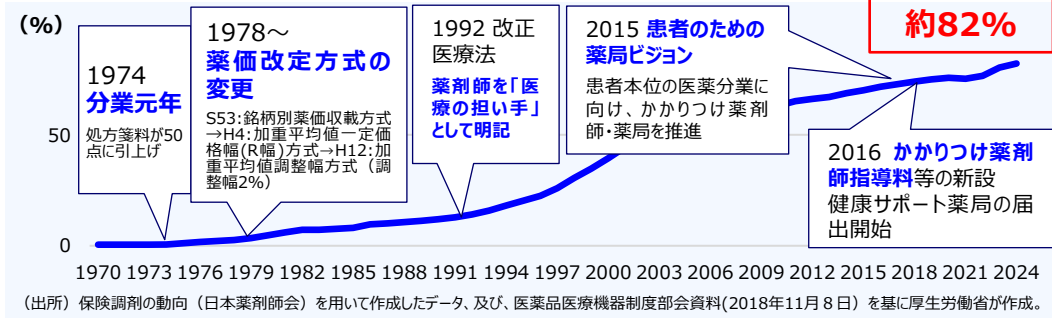 (%)
1974
分業元年
処方箋料が50
点に引上げ
1978～
薬価改定方式の
変更
S53:銘柄別薬価収載方式
→H4:加重平均値一定価
格幅(R幅)方式→H12:加
重平均値調整幅方式（調
整幅2%）
1992 改正
医療法
薬剤師を「医
療の担い手」
として明記
2015 患者のための
薬局ビジョン
患者本位の医薬分業に
向け、かかりつけ薬剤
師・薬局を推進
約82%
2016 かかりつけ薬剤
師指導料等の新設
健康サポート薬局の届
出開始
50
0
1970 1973 1976 1979 1982 1985 1988 1991 1994 1997 2000 2003 2006 2009 2012 2015 2018 2021 2024
（出所）保険調剤の動向（日本薬剤師会）を用いて作成したデータ、及び、医薬品医療機器制度部会資料(2018年11月８日）を基に厚生労働省が作成。